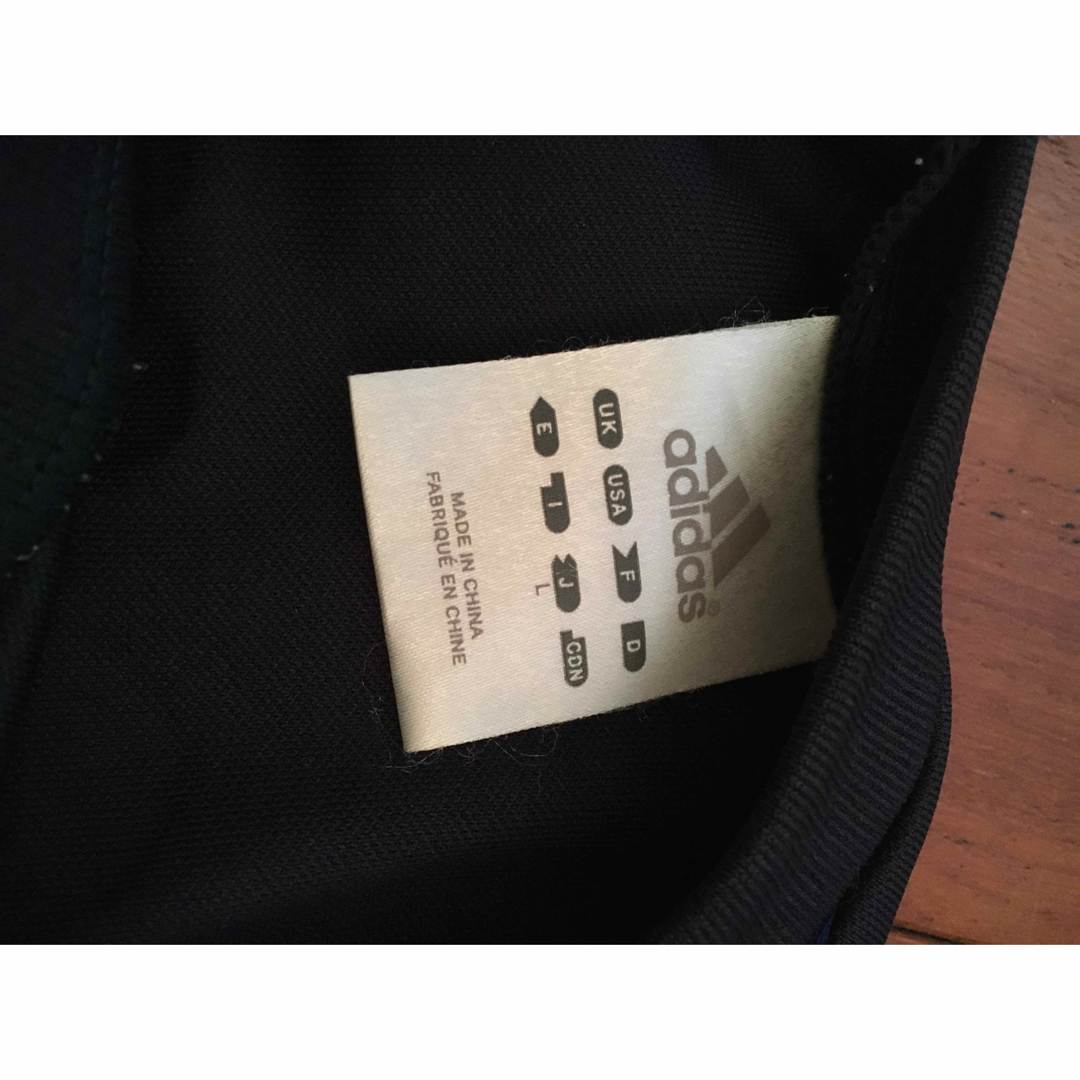 adidas®
UK USA F D
E I J CDN
L
MADE IN CHINA
FABRIQUÉ EN CHINE